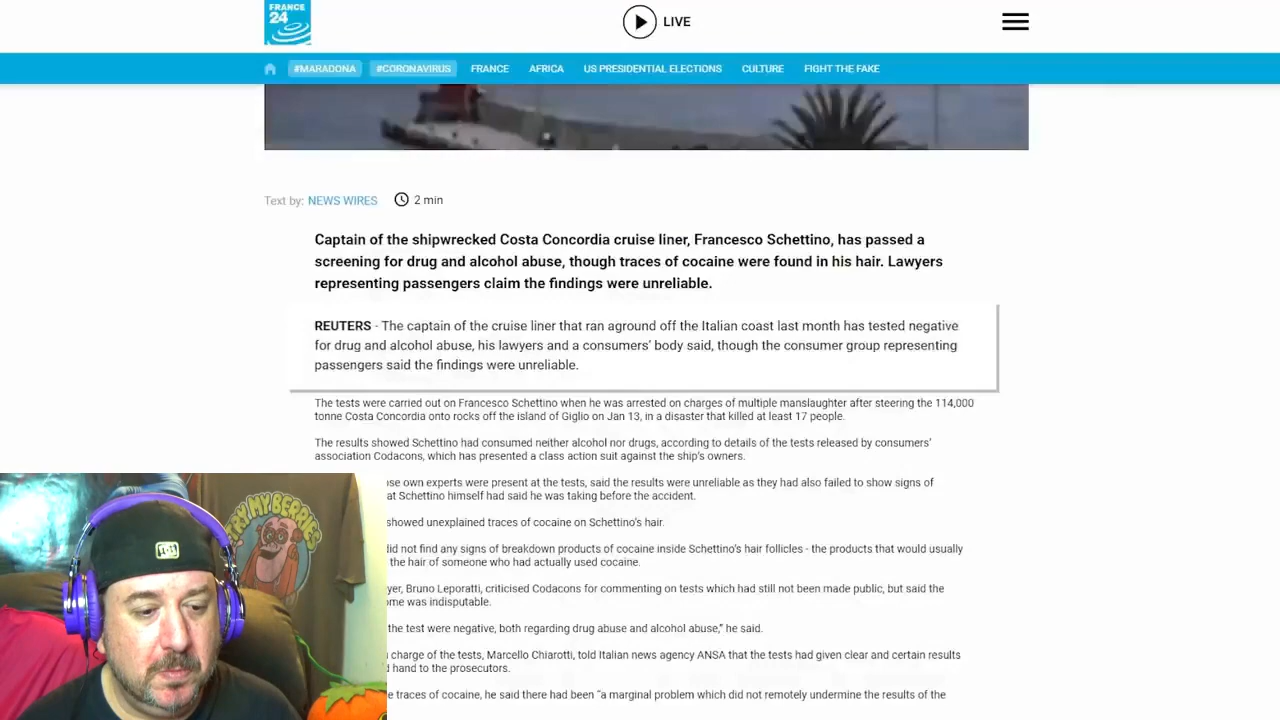 FRANCE
24
LIVE
#MARADONA #CORONAVIRUS FRANCE AFRICA US PRESIDENTIAL ELECTIONS CULTURE FIGHT THE FAKE
Text by: NEWS WIRES 2 min
Captain of the shipwrecked Costa Concordia cruise liner, Francesco Schettino, has passed a
screening for drug and alcohol abuse, though traces of cocaine were found in his hair. Lawyers
representing passengers claim the findings were unreliable.
REUTERS - The captain of the cruise liner that ran aground off the Italian coast last month has tested negative
for drug and alcohol abuse, his lawyers and a consumers' body said, though the consumer group representing
passengers said the findings were unreliable.
The tests were carried out on Francesco Schettino when he was arrested on charges of multiple manslaughter after steering the 114,000
tonne Costa Concordia onto rocks off the island of Giglio on Jan 13, in a disaster that killed at least 17 people.
The results showed Schettino had consumed neither alcohol nor drugs, according to details of the tests released by consumers'
association Codacons, which has presented a class action suit against the ship's owners.
own experts were present at the tests, said the results were unreliable as they had also failed to show signs of
Schettino himself had said he was taking before the accident.
showed unexplained traces of cocaine on Schettino's hair.
did not find any signs of breakdown products of cocaine inside Schettino's hair follicles - the products that would usually
the hair of someone who had actually used cocaine.
Bruno Leporatti, criticised Codacons for commenting on tests which had still not been made public, but said the
was indisputable.
the test were negative, both regarding drug abuse and alcohol abuse," he said.
charge of the tests, Marcello Chiarotti, told Italian news agency ANSA that the tests had given clear and certain results
hand to the prosecutors.
traces of cocaine, he said there had been "a marginal problem which did not remotely undermine the results of the
TRY MY BERRIES